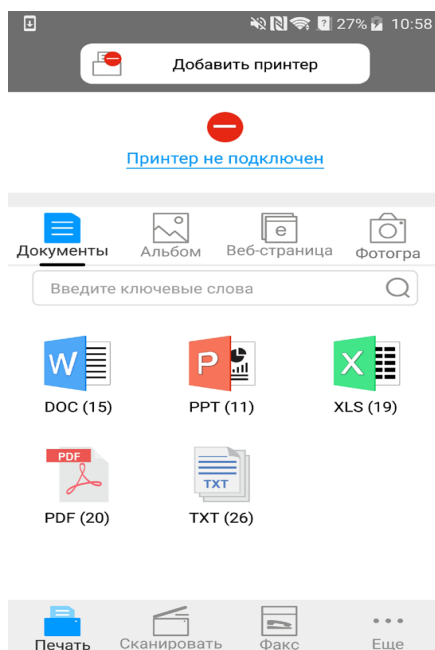 27% 10:58
Добавить принтер
Принтер не подключен
Документы Альбом Веб-страница Фотогра
Введите ключевые слова
W P X
DOC (15) PPT (11) XLS (19)
PDF TXT
PDF (20) TXT (26)
Печать Сканировать Факс Еще